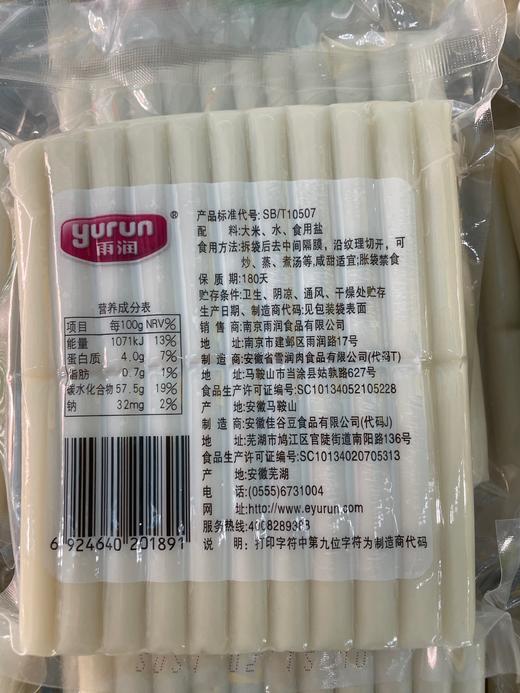 yurun®
雨润
产品标准代号: SB/T10507
配 料: 大米、水、食用盐
食用方法: 拆袋后去中间隔膜，沿纹理切开，可
炒、蒸、煮汤等,咸甜适宜;胀袋禁食
保 质 期: 180天
贮存条件: 卫生、阴凉、通风、干燥处贮存
生产日期、制造商代码: 见包装袋表面
销 售 商: 南京雨润食品有限公司
地 址: 南京市建邺区雨润路17号
制 造 商: 安徽省雪润肉食品有限公司(代码T)
地 址: 马鞍山市当涂县姑孰路627号
食品生产许可证编号: SC10134052105228
产 地: 安徽马鞍山
制 造 商: 安徽佳谷豆食品有限公司(代码J)
地 址: 芜湖市鸠江区官陡街道南阳路136号
食品生产许可证编号: SC10134020705313
产 地: 安徽芜湖
电 话: (0555)6731004
网 址: http://www.eyurun.com
服务热线: 4008289388
说 明: 打印字符中第九位字符为制造商代码
营养成分表
项目 每100g NRV%
能量 1071kJ 13%
蛋白质 4.0g 7%
脂肪 0.7g 1%
碳水化合物 57.5g 19%
钠 32mg 2%
6 924640 201891